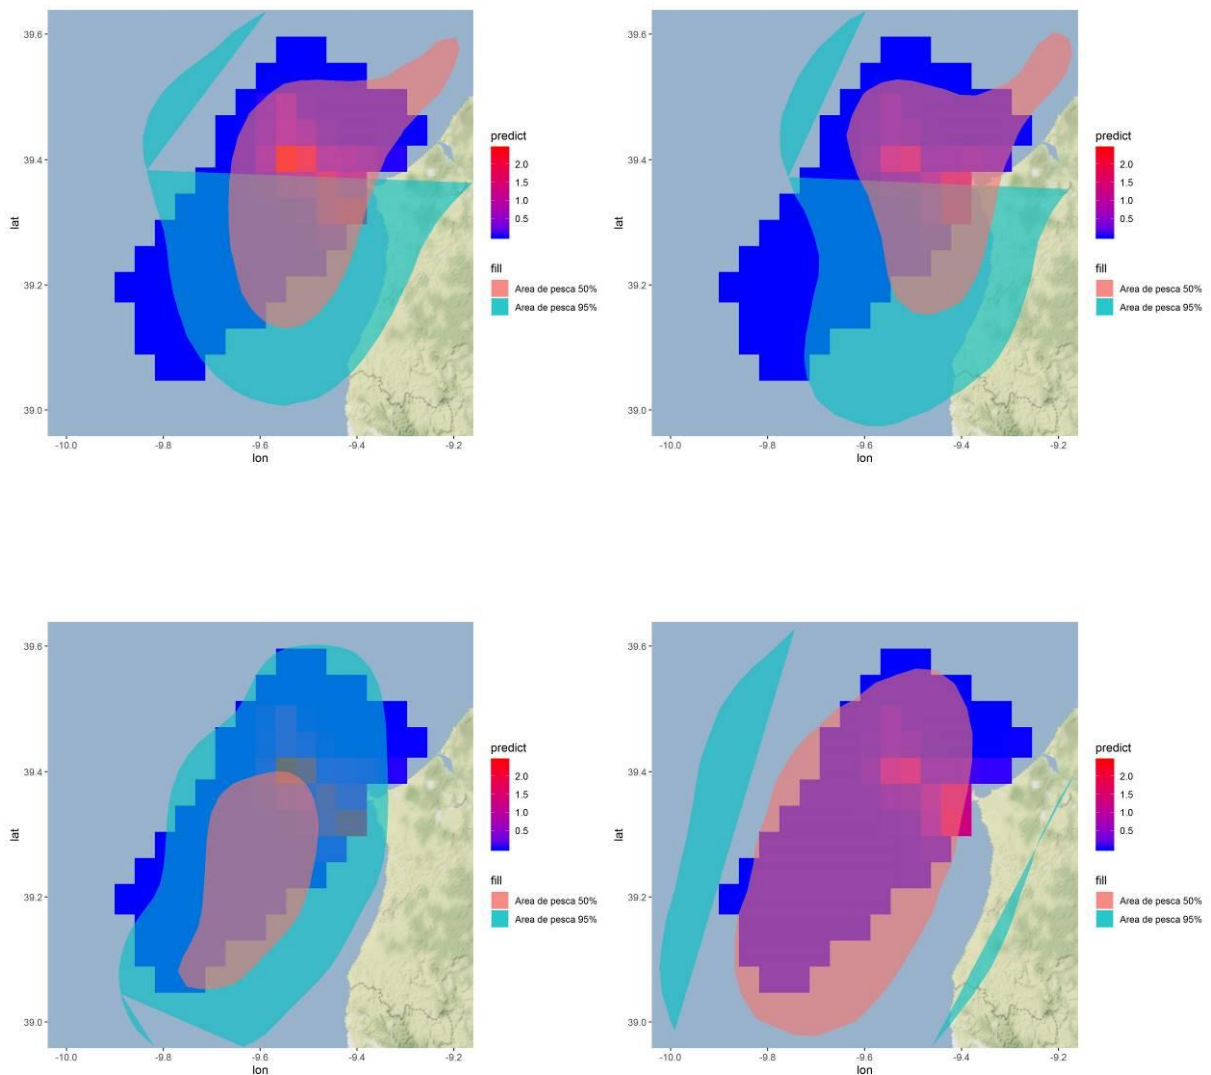 39.6
39.4
39.2
39.0
lat
-10.0
-9.8
-9.6
-9.4
-9.2
lon
predict
2.0
1.5
1.0
0.5
fill
Area de pesca 50%
Area de pesca 95%
39.6
39.4
39.2
39.0
lat
-10.0
-9.8
-9.6
-9.4
-9.2
lon
predict
2.0
1.5
1.0
0.5
fill
Area de pesca 50%
Area de pesca 95%
39.6
39.4
39.2
39.0
lat
-10.0
-9.8
-9.6
-9.4
-9.2
lon
predict
2.0
1.5
1.0
0.5
fill
Area de pesca 50%
Area de pesca 95%
39.6
39.4
39.2
39.0
lat
-10.0
-9.8
-9.6
-9.4
-9.2
lon
predict
2.0
1.5
1.0
0.5
fill
Area de pesca 50%
Area de pesca 95%